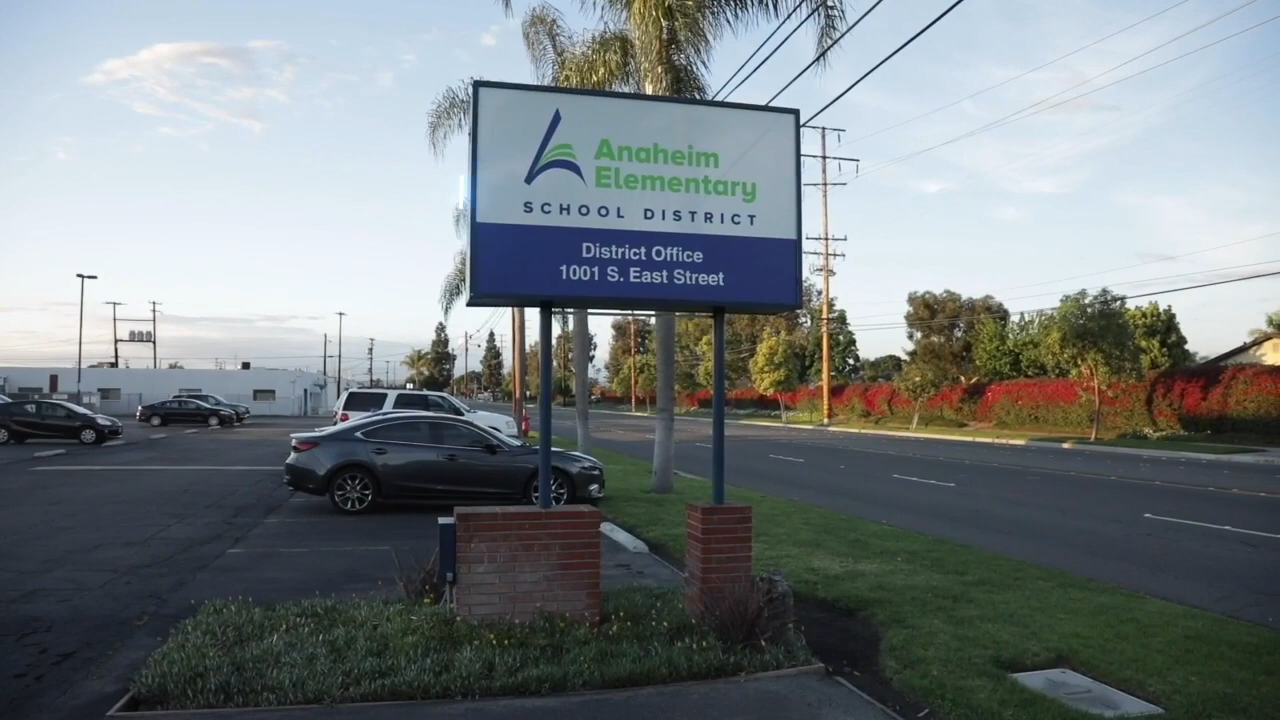 Anaheim
Elementary
SCHOOL DISTRICT
District Office
1001 S. East Street